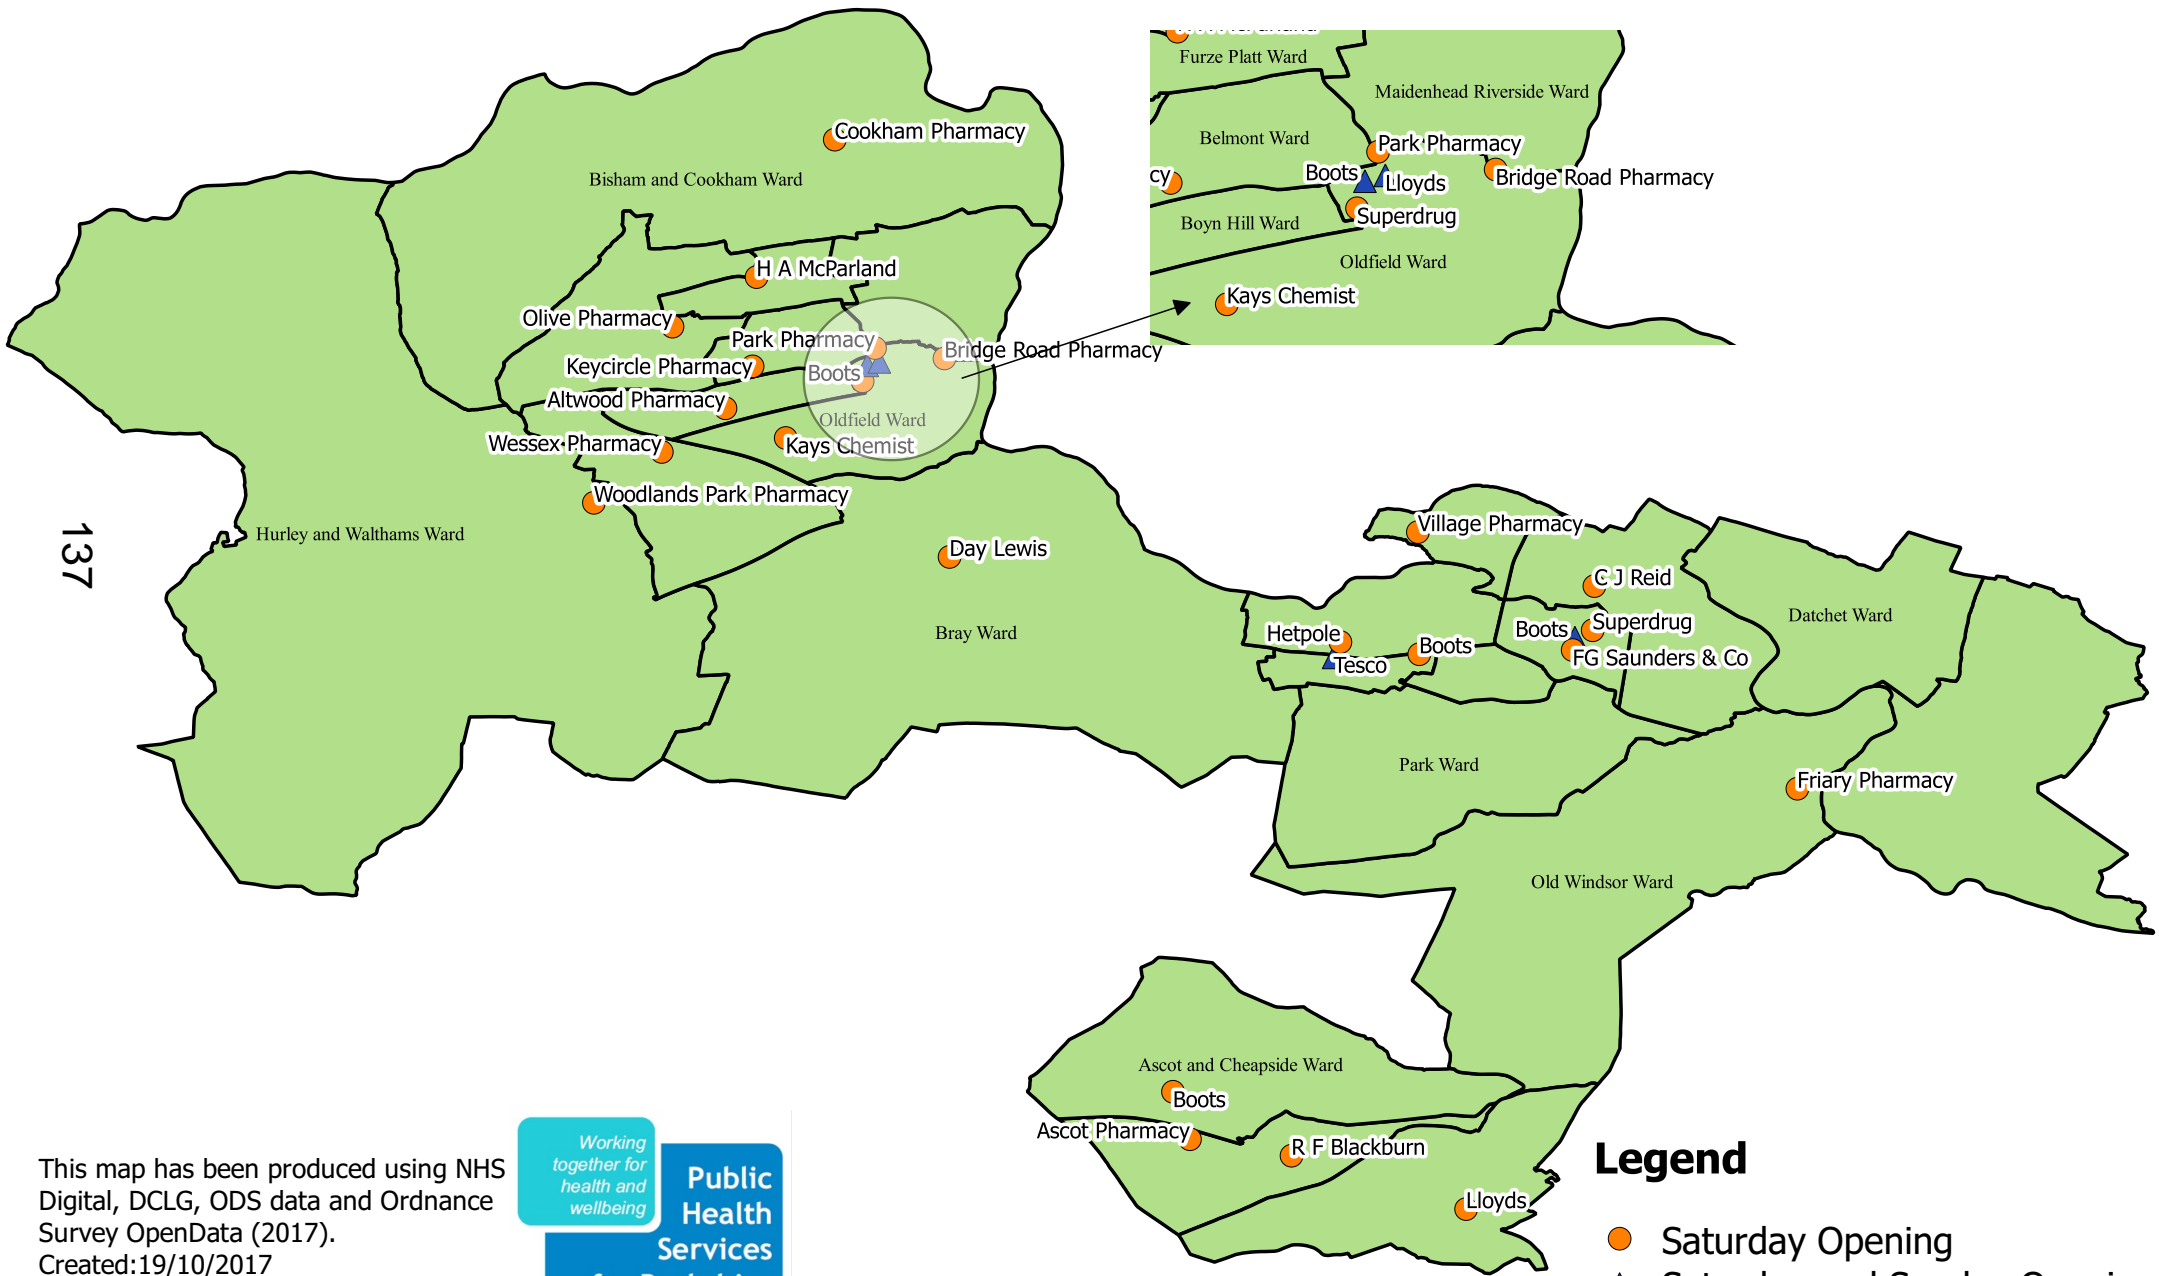 Furze Platt Ward
Maidenhead Riverside Ward
Belmont Ward
Park Pharmacy
Boots
Lloyds
cy
Bridge Road Pharmacy
Superdrug
Boyn Hill Ward
Oldfield Ward
Kays Chemist
Cookham Pharmacy
Bisham and Cookham Ward
H A McParland
Olive Pharmacy
Park Pharmacy
Bridge Road Pharmacy
Keycircle Pharmacy
Boots
Altwood Pharmacy
Oldfield Ward
Wessex Pharmacy
Kays Chemist
Woodlands Park Pharmacy
137
Hurley and Walthams Ward
Day Lewis
Bray Ward
Village Pharmacy
C J Reid
Datchet Ward
Hetpole
Boots
Superdrug
Boots
Tesco
FG Saunders & Co
Park Ward
Friary Pharmacy
Old Windsor Ward
Ascot and Cheapside Ward
Boots
Ascot Pharmacy
R F Blackburn
Lloyds
This map has been produced using NHS
Digital, DCLG, ODS data and Ordnance
Survey OpenData (2017).
Created:19/10/2017
Working
together for
health and
wellbeing
Public
Health
Services
Legend
Saturday Opening